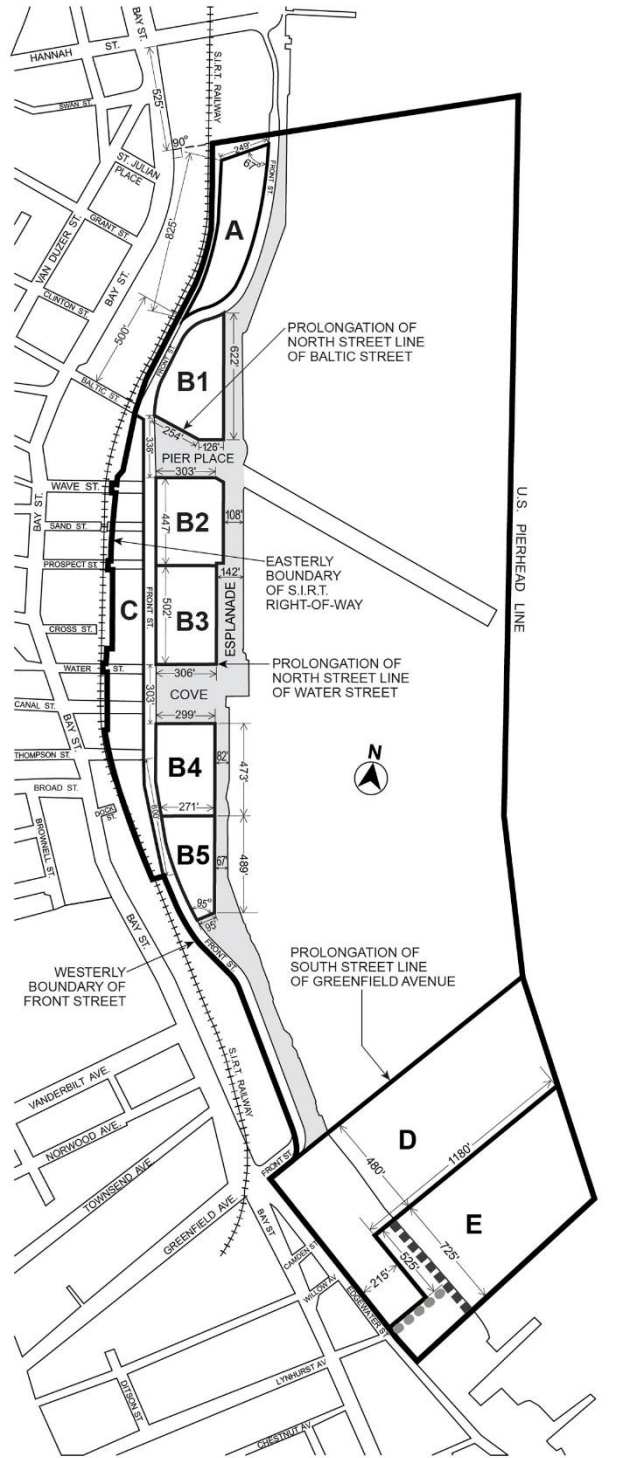 BAY ST.
HANNAH ST.
S.I.R.T. RAILWAY
525'
SWAN ST.
90°
249'
67°
FRONT ST.
ST. JULIAN
PLACE
A
825'
GRANT ST.
VAN DUZER ST.
BAY ST.
CLINTON ST.
500'
PROLONGATION OF
NORTH STREET LINE
OF BALTIC STREET
622'
FRONT ST.
B1
BALTIC ST.
254'
126'
338'
PIER PLACE
303'
WAVE ST.
BAY ST.
SAND ST.
447'
B2
108'
U.S. PIERHEAD LINE
PROSPECT ST.
EASTERLY
BOUNDARY
OF S.I.R.T.
RIGHT-OF-WAY
142'
C
FRONT ST.
502'
B3
ESPLANADE
CROSS ST.
WATER ST.
PROLONGATION OF
NORTH STREET LINE
OF WATER STREET
306'
303'
COVE
299'
CANAL ST.
BAY ST.
THOMPSON ST.
B4
82'
473'
N
BROAD ST.
271'
600'
DOCK ST.
BROWNELL ST.
B5
67'
489'
95°
95'
BAY ST.
FRONT ST.
WESTERLY
BOUNDARY OF
FRONT STREET
PROLONGATION OF
SOUTH STREET LINE
OF GREENFIELD AVENUE
S.I.R.T. RAILWAY
VANDERBILT AVE.
NORWOOD AVE.
TOWNSEND AVE.
GREENFIELD AVE.
FRONT ST.
D
480'
1180'
BAY ST
E
725'
525'
215'
CAMDEN ST.
WILLOW AV
EDGEWATER ST.
LYNHURST AV
DITSON ST
CHESTNUT AV